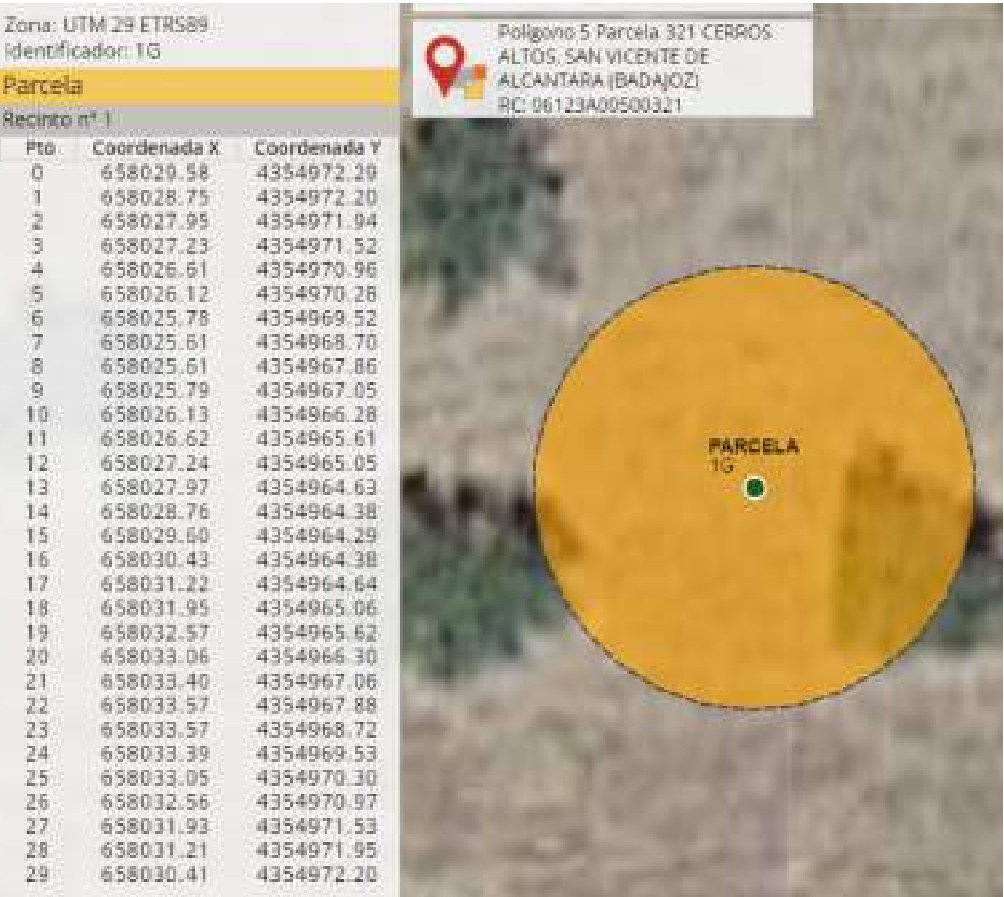 Zona: UTM 29 ETRS89
Identificador: 1G
Parcela
Recinto nº 1
Pto Coordenada X Coordenada Y
0 658029.58 4354972.29
1 658028.75 4354972.20
2 658027.95 4354971.94
3 658027.23 4354971.52
4 658026.61 4354970.96
5 658026.12 4354970.28
6 658025.78 4354969.52
7 658025.61 4354968.70
8 658025.61 4354967.86
9 658025.79 4354967.05
10 658026.13 4354966.28
11 658026.62 4354965.61
12 658027.24 4354965.05
13 658027.97 4354964.63
14 658028.76 4354964.38
15 658029.60 4354964.29
16 658030.43 4354964.38
17 658031.22 4354964.64
18 658031.95 4354965.06
19 658032.57 4354965.62
20 658033.06 4354966.30
21 658033.40 4354967.06
22 658033.57 4354967.88
23 658033.57 4354968.72
24 658033.39 4354969.53
25 658033.05 4354970.30
26 658032.56 4354970.97
27 658031.93 4354971.53
28 658031.21 4354971.95
29 658030.41 4354972.20
Polígono 5 Parcela 321 CERROS
ALTOS. SAN VICENTE DE
ALCANTARA (BADAJOZ)
RC: 06123A00500321
PARCELA
1G